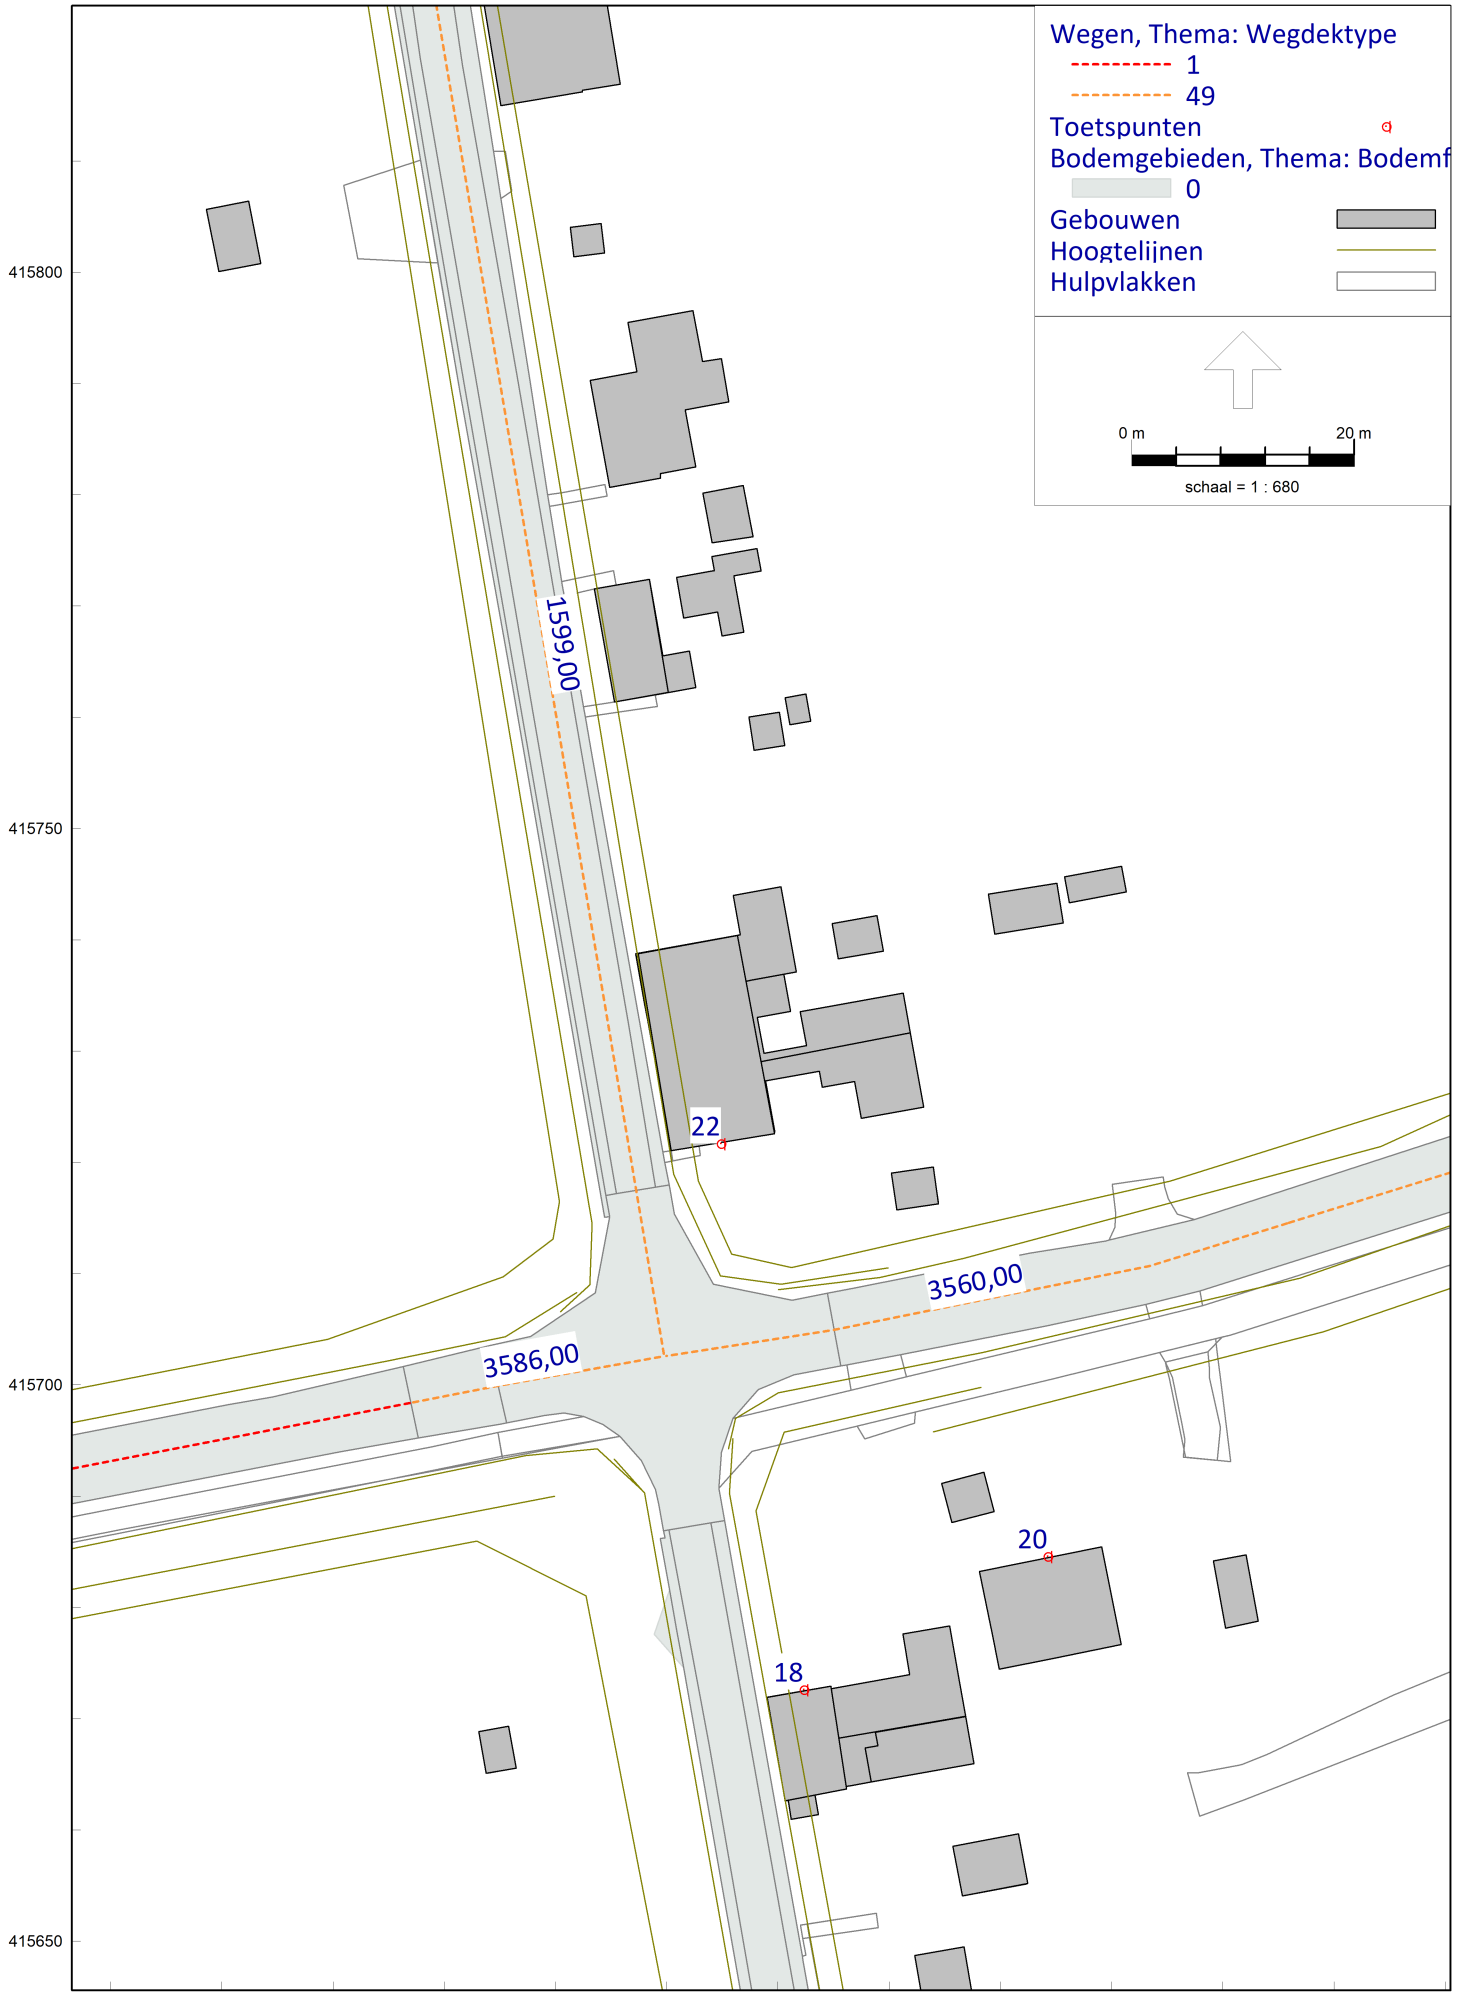 Wegen, Thema: Wegdektype
1
49
Toetspunten
Bodemgebieden, Thema: Bodemf
0
Gebouwen
Hoogtelijnen
Hulpvlakken
0 m 20 m
schaal = 1 : 680
415800
1599,00
415750
22
3560,00
3586,00
415700
20
18
415650